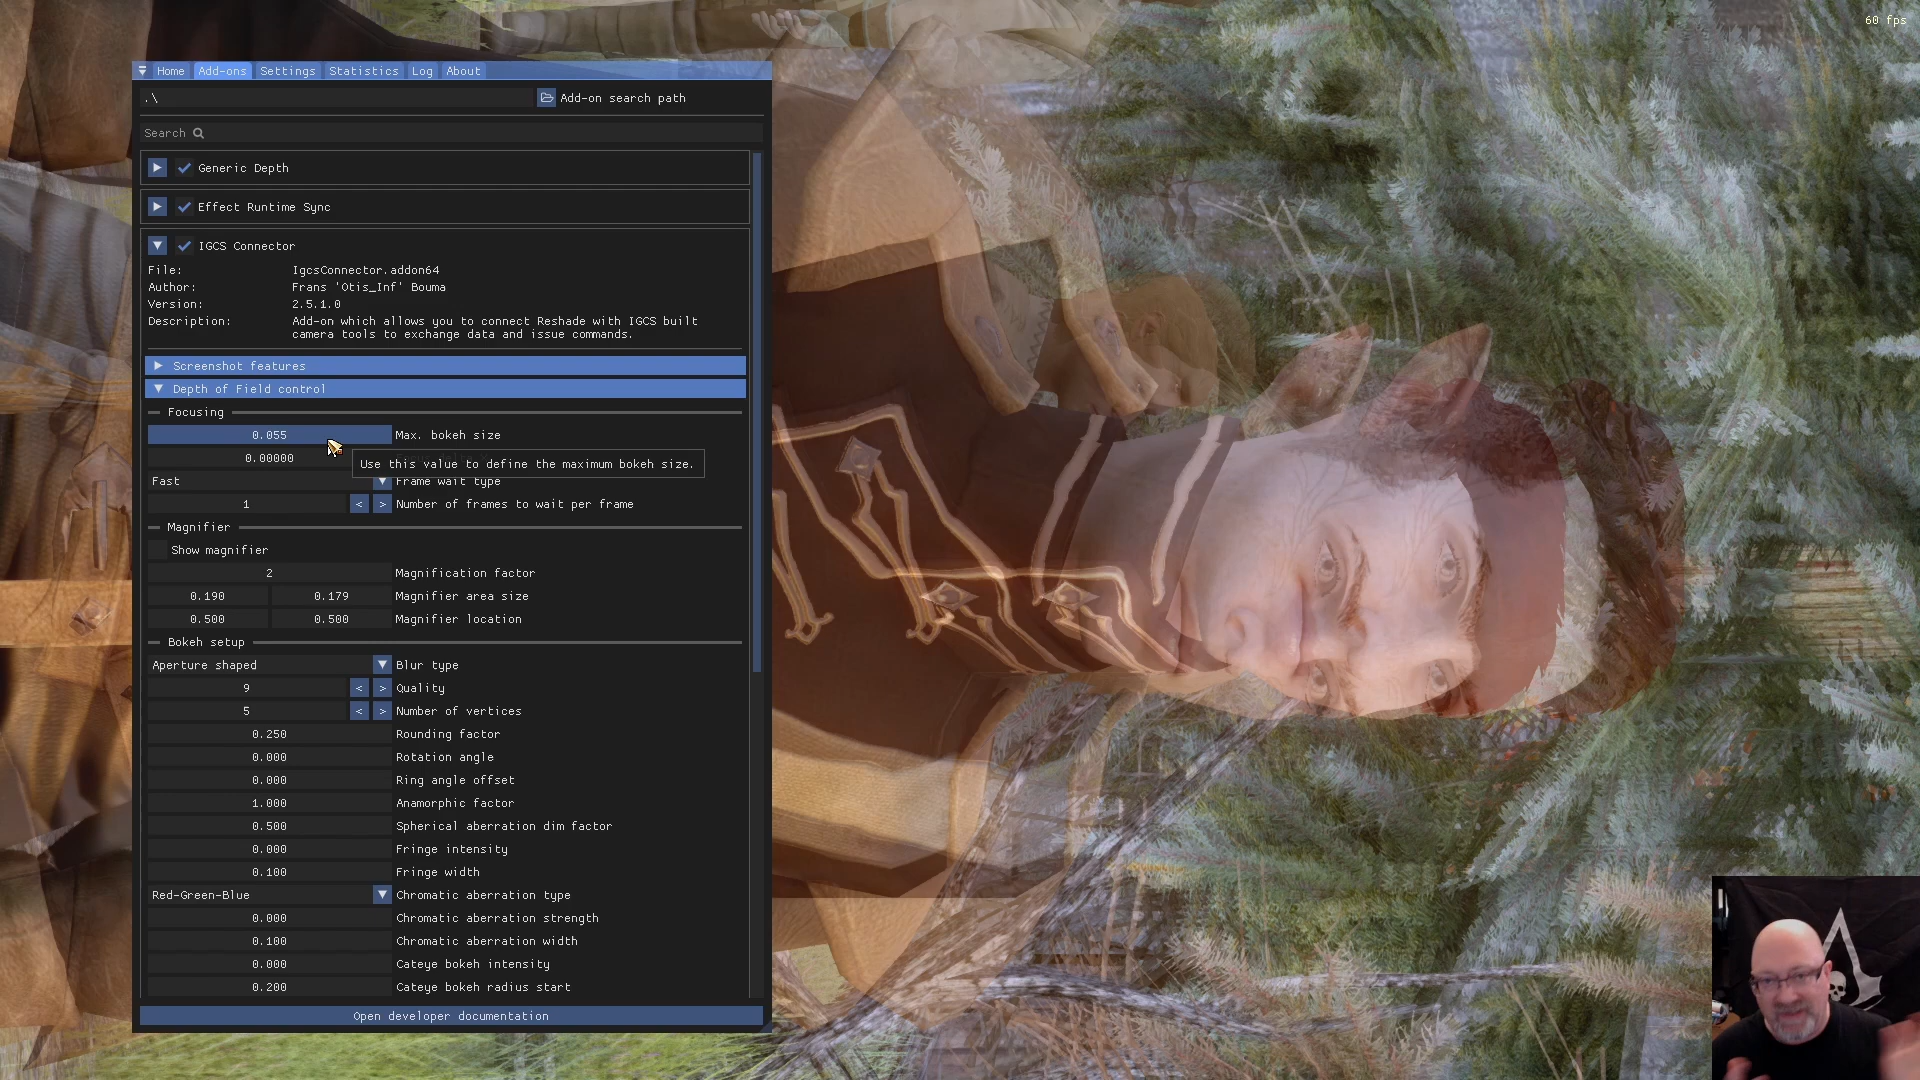 60 fps
Home Add-ons Settings Statistics Log About
.\ Add-on search path
Search
Generic Depth
Effect Runtime Sync
IGCS Connector
File: IgcsConnector.addon64
Author: Frans 'Otis_Inf' Bouma
Version: 2.5.1.0
Description: Add-on which allows you to connect Reshade with IGCS built
camera tools to exchange data and issue commands.
Screenshot features
Depth of Field control
Focusing
0.055 Max. bokeh size
0.00000
Use this value to define the maximum bokeh size.
Fast Frame wait type
1 < > Number of frames to wait per frame
Magnifier
Show magnifier
2 Magnification factor
0.190 0.179 Magnifier area size
0.500 0.500 Magnifier location
Bokeh setup
Aperture shaped Blur type
9 < > Quality
5 < > Number of vertices
0.250 Rounding factor
0.000 Rotation angle
0.000 Ring angle offset
1.000 Anamorphic factor
0.500 Spherical aberration dim factor
0.000 Fringe intensity
0.100 Fringe width
Red-Green-Blue Chromatic aberration type
0.000 Chromatic aberration strength
0.100 Chromatic aberration width
0.000 Cateye bokeh intensity
0.200 Cateye bokeh radius start
Open developer documentation